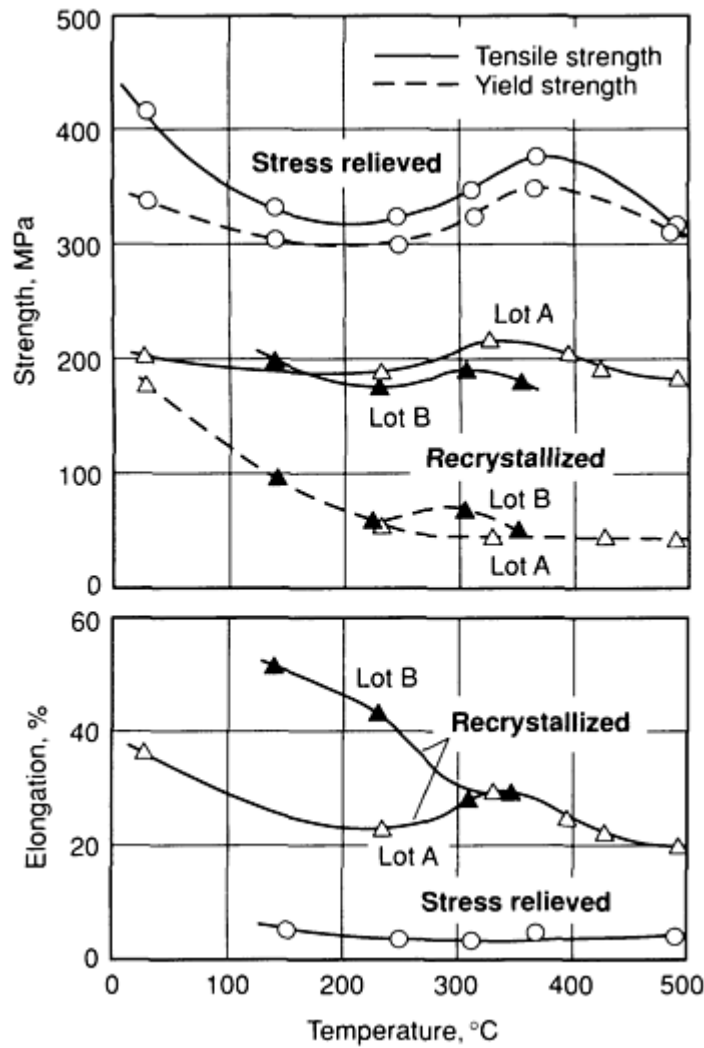 500
Tensile strength
Yield strength
400
Stress relieved
300
Lot A
200
Lot B
Recrystallized
100
Lot B
Lot A
0
Strength, MPa
60
Lot B
40
Recrystallized
20
Lot A
Stress relieved
0
Elongation, %
0 100 200 300 400 500
Temperature, °C